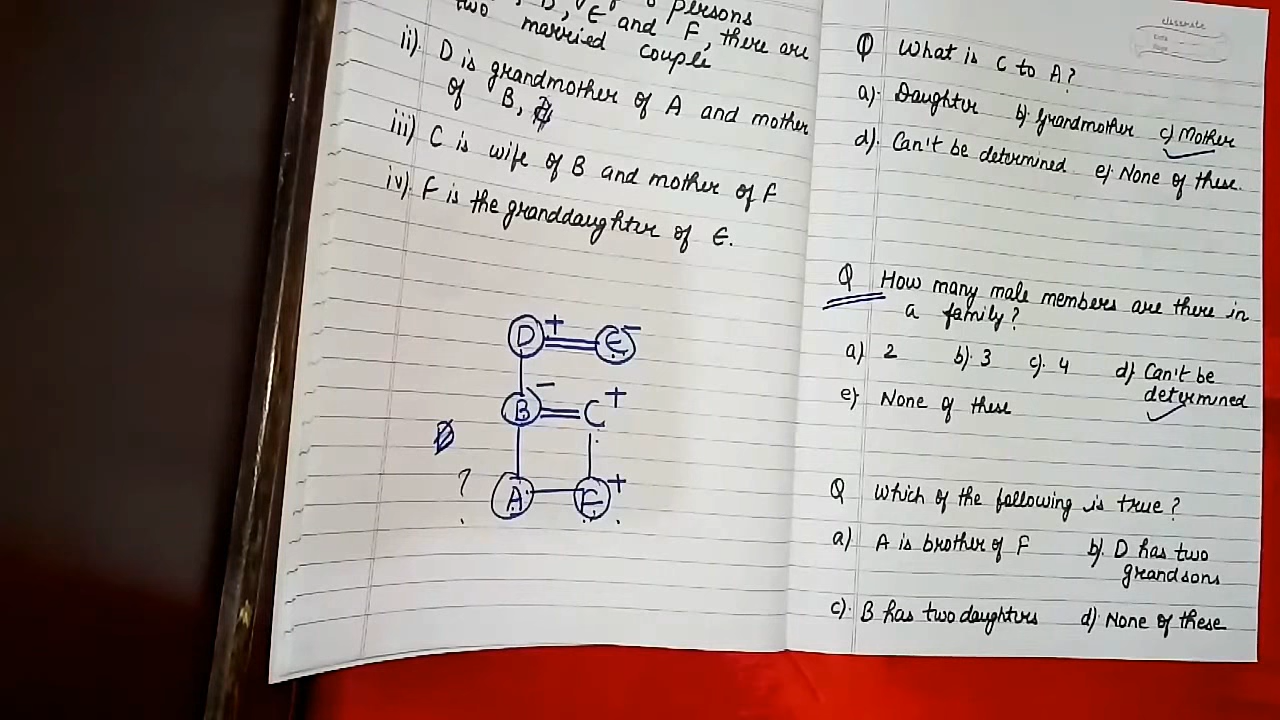 persons
two, D, E and F, there are
married couple
ii). D is grandmother of A and mother
of B,
iii) C is wife of B and mother of F
iv). F is the granddaughter of E.
D + E -
B - C +
?
A F +
Q What is C to A?
a). Daughter b). Grandmother c) Mother
d). Can't be determined e). None of these.
Q How many male members are there in
a family?
a) 2 b). 3 c). 4 d) Can't be
determined
e) None of these
Q Which of the following is true?
a) A is brother of F b). D has two
grandsons
c). B has two daughters d). None of these